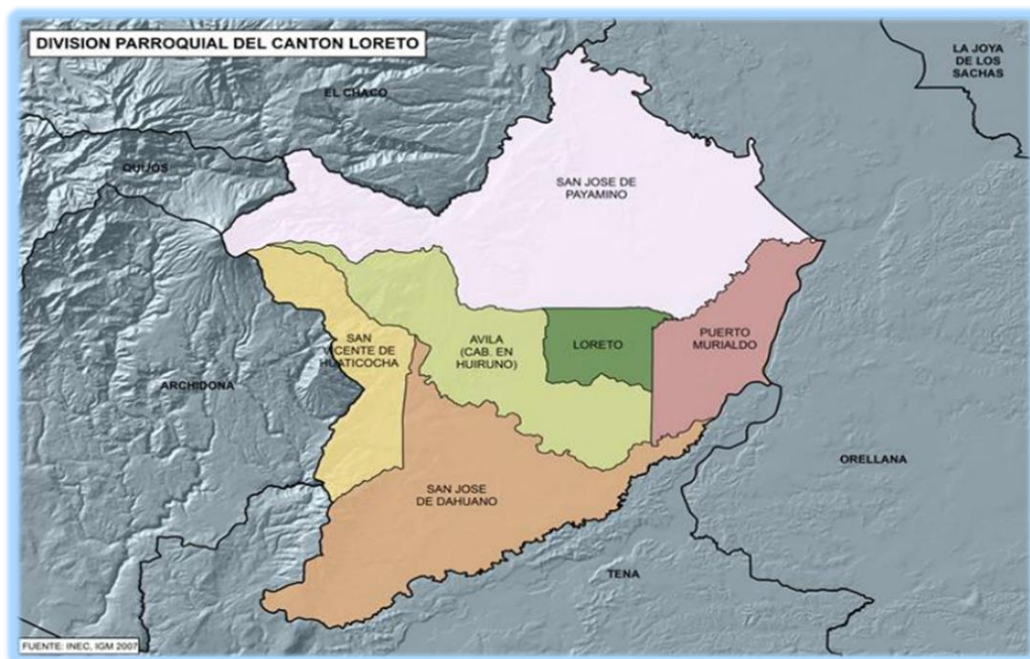 DIVISION PARROQUIAL DEL CANTON LORETO
LA JOYA
DE LOS
SACHAS
EL CHACO
QUIJOS
SAN JOSE DE
PAYAMINO
SAN
VICENTE DE
HUATICOCHA
AVILA
(CAB. EN
HUIRUNO)
LORETO
PUERTO
MURIALDO
ARCHIDONA
ORELLANA
SAN JOSE
DE DAHUANO
TENA
FUENTE: INEC, IGM 2007